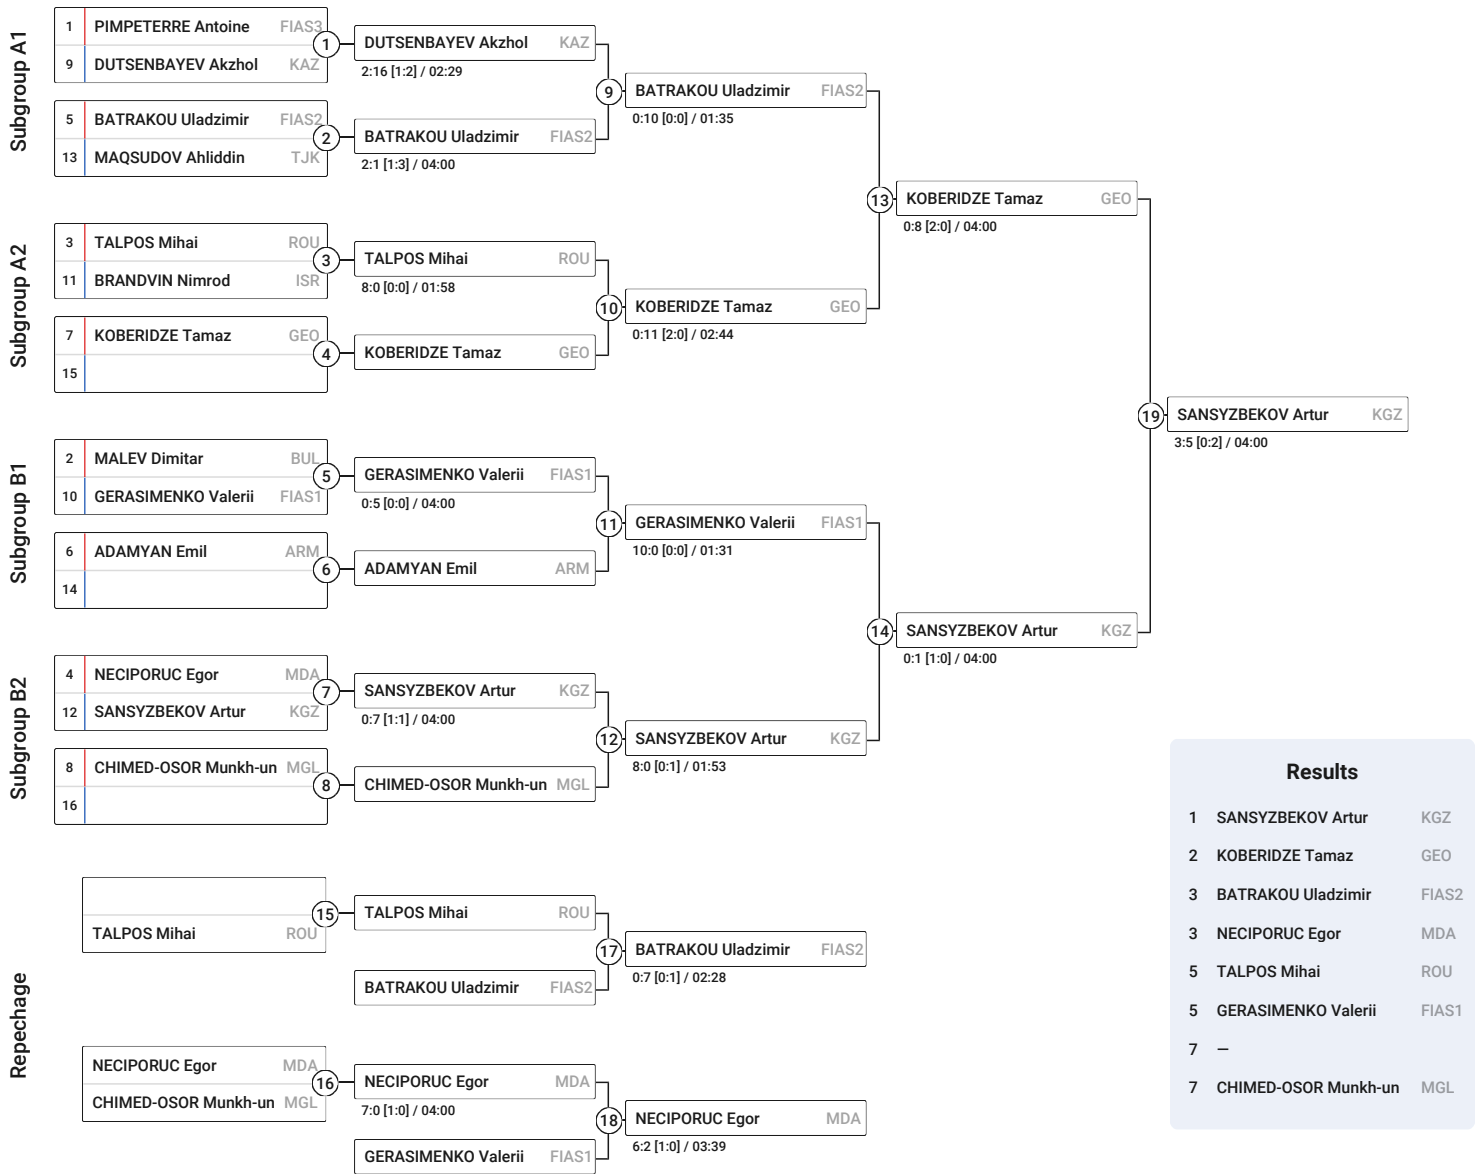 Subgroup A1
1 PIMPETERRE Antoine FIAS3
9 DUTSENBAYEV Akzhol KAZ
1
5 BATRAKOU Uladzimir FIAS2
13 MAQSUDOV Ahliddin TJK
2
DUTSENBAYEV Akzhol KAZ
2:16 [1:2] / 02:29
BATRAKOU Uladzimir FIAS2
2:1 [1:3] / 04:00
9
BATRAKOU Uladzimir FIAS2
0:10 [0:0] / 01:35
Subgroup A2
3 TALPOS Mihai ROU
11 BRANDVIN Nimrod ISR
3
7 KOBERIDZE Tamaz GEO
15
4
TALPOS Mihai ROU
8:0 [0:0] / 01:58
KOBERIDZE Tamaz GEO
10
KOBERIDZE Tamaz GEO
0:11 [2:0] / 02:44
13
KOBERIDZE Tamaz GEO
0:8 [2:0] / 04:00
Subgroup B1
2 MALEV Dimitar BUL
10 GERASIMENKO Valerii FIAS1
5
6 ADAMYAN Emil ARM
14
6
GERASIMENKO Valerii FIAS1
0:5 [0:0] / 04:00
ADAMYAN Emil ARM
11
GERASIMENKO Valerii FIAS1
10:0 [0:0] / 01:31
Subgroup B2
4 NECIPORUC Egor MDA
12 SANSYZBEKOV Artur KGZ
7
8 CHIMED-OSOR Munkh-un MGL
16
8
SANSYZBEKOV Artur KGZ
0:7 [1:1] / 04:00
CHIMED-OSOR Munkh-un MGL
12
SANSYZBEKOV Artur KGZ
8:0 [0:1] / 01:53
14
SANSYZBEKOV Artur KGZ
0:1 [1:0] / 04:00
19
SANSYZBEKOV Artur KGZ
3:5 [0:2] / 04:00
Repechage
TALPOS Mihai ROU
15
TALPOS Mihai ROU
BATRAKOU Uladzimir FIAS2
17
BATRAKOU Uladzimir FIAS2
0:7 [0:1] / 02:28
NECIPORUC Egor MDA
CHIMED-OSOR Munkh-un MGL
16
NECIPORUC Egor MDA
7:0 [1:0] / 04:00
GERASIMENKO Valerii FIAS1
18
NECIPORUC Egor MDA
6:2 [1:0] / 03:39
Results
1 SANSYZBEKOV Artur KGZ
2 KOBERIDZE Tamaz GEO
3 BATRAKOU Uladzimir FIAS2
3 NECIPORUC Egor MDA
5 TALPOS Mihai ROU
5 GERASIMENKO Valerii FIAS1
7 —
7 CHIMED-OSOR Munkh-un MGL